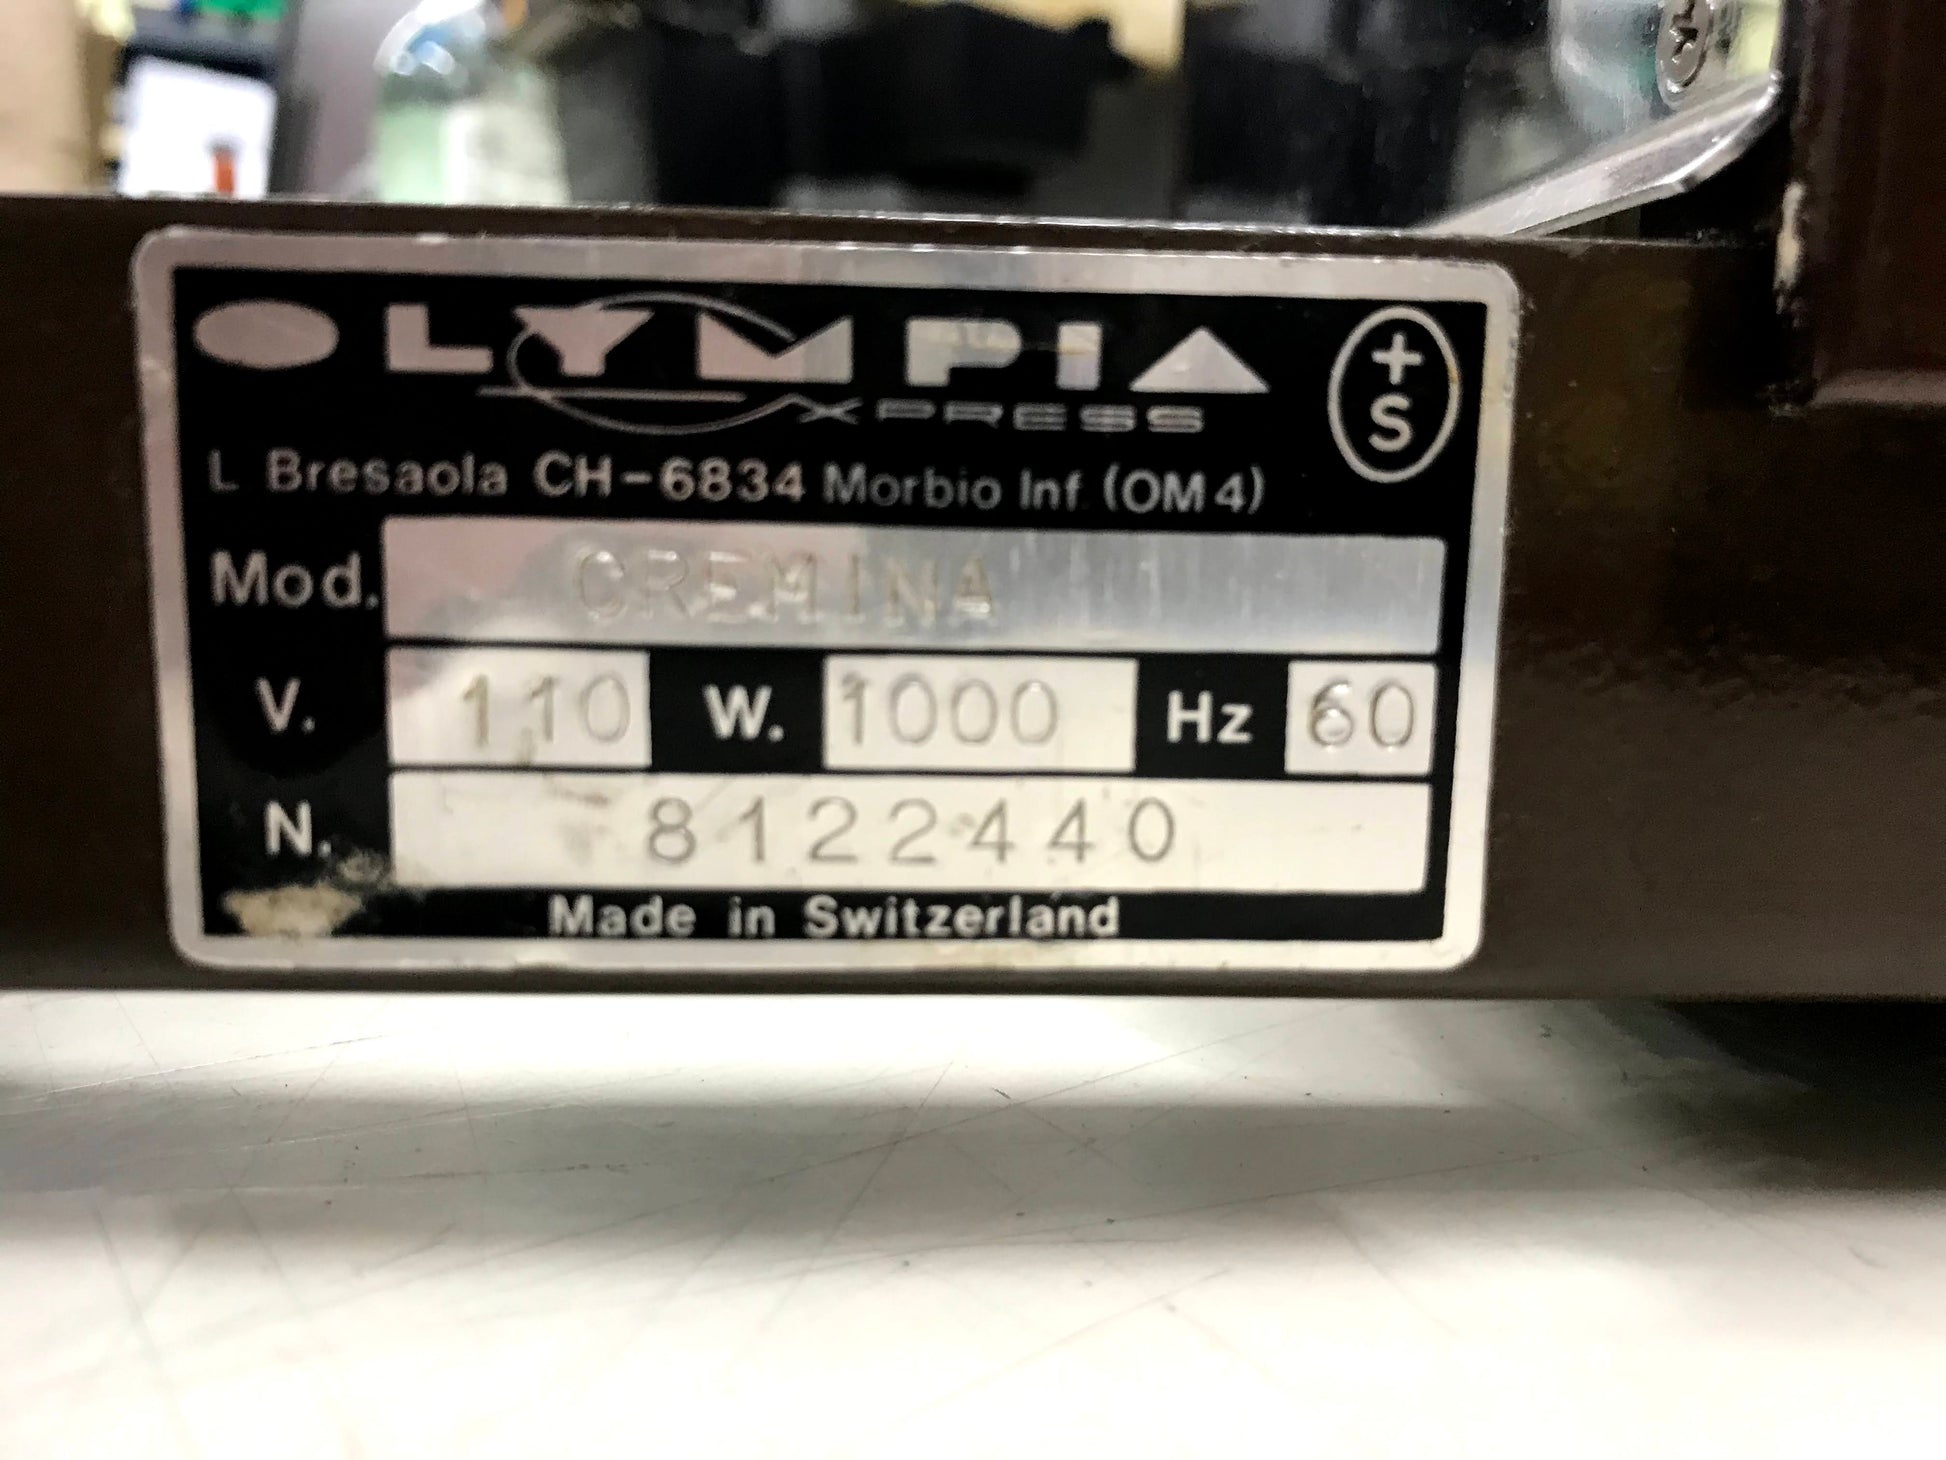 OLYMPIA
XPRESS
+
S
L Bresaola CH-6834 Morbio Inf. (OM4)
Mod. CREMINA
V. 110 W. 1000 Hz 60
N. 8122440
Made in Switzerland